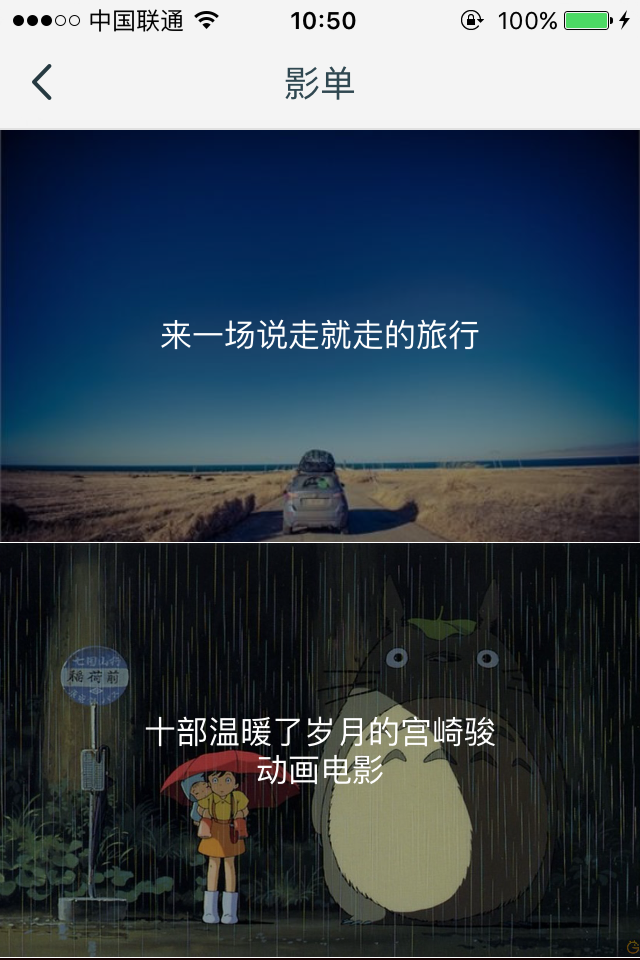 中国联通
10:50
100%
影单
来一场说走就走的旅行
七国山行
稲荷前
十部温暖了岁月的宫崎骏
动画电影